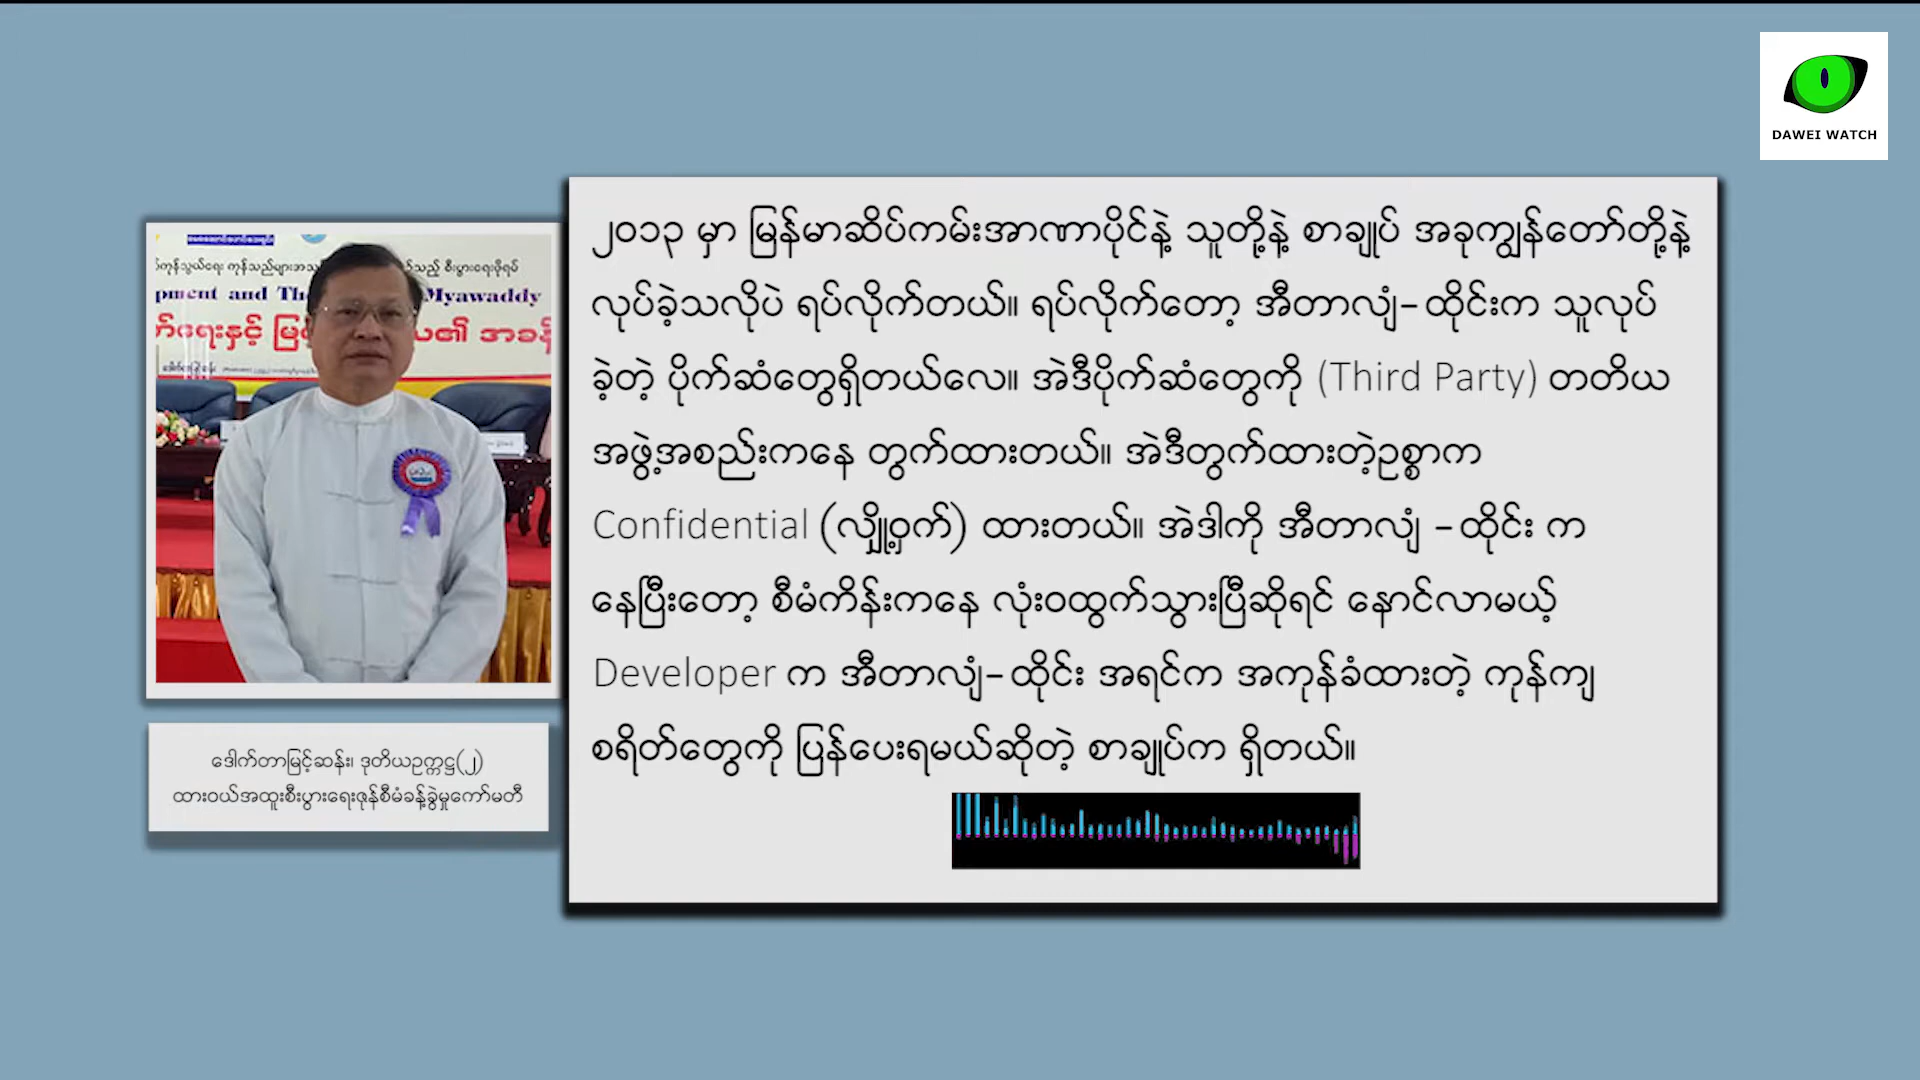 DAWEI WATCH
၂၀၁၃ မှာ မြန်မာဆိပ်ကမ်းအာဏာပိုင်နဲ့ သူတို့နဲ့ စာချုပ် အခုကျွန်တော်တို့နဲ့
လုပ်ခဲ့သလိုပဲ ရပ်လိုက်တယ်။ ရပ်လိုက်တော့ အီတာလျံ-ထိုင်းက သူလုပ်
ခဲ့တဲ့ ပိုက်ဆံတွေရှိတယ်လေ။ အဲဒီပိုက်ဆံတွေကို (Third Party) တတိယ
အဖွဲ့အစည်းကနေ တွက်ထားတယ်။ အဲဒီတွက်ထားတဲ့ဥစ္စာက
Confidential (လျှို့ဝှက်) ထားတယ်။ အဲဒါကို အီတာလျံ -ထိုင်း က
နေပြီးတော့ စီမံကိန်းကနေ လုံးဝထွက်သွားပြီဆိုရင် နောင်လာမယ့်
Developer က အီတာလျံ-ထိုင်း အရင်က အကုန်ခံထားတဲ့ ကုန်ကျ
စရိတ်တွေကို ပြန်ပေးရမယ်ဆိုတဲ့ စာချုပ်က ရှိတယ်။
pment and Th Myawaddy
ဒေါက်တာမြင့်ဆန်း၊ ဒုတိယဥက္ကဋ္ဌ(၂)
ထားဝယ်အထူးစီးပွားရေးဇုန်စီမံခန့်ခွဲမှုကော်မတီ